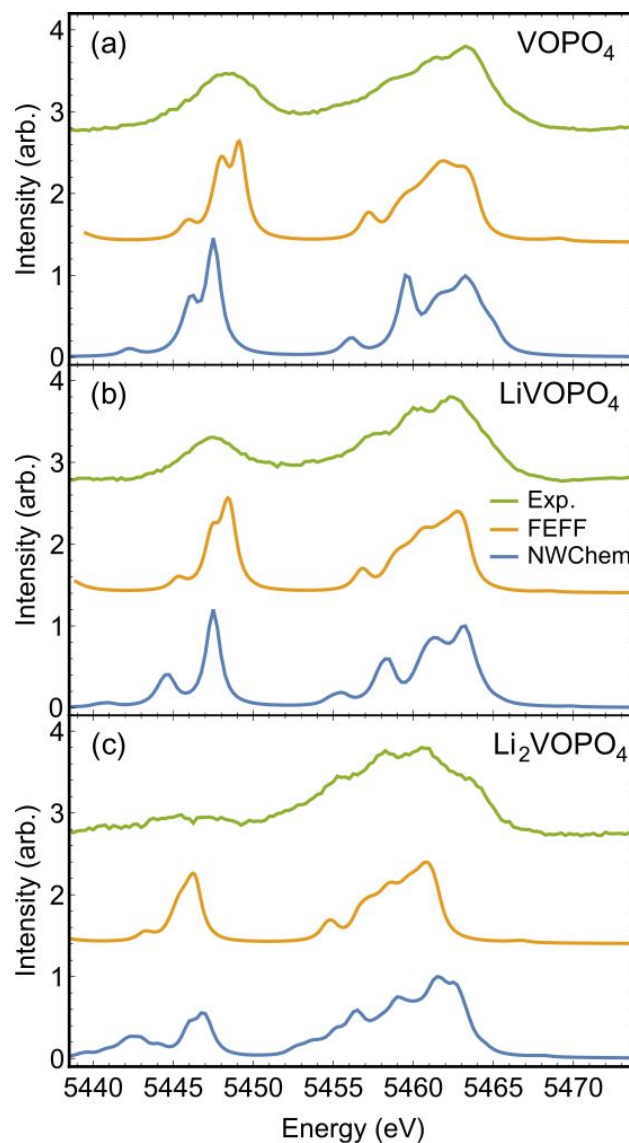 4
(a)
VOPO₄
3
2
1
0
Intensity (arb.)
4
(b)
LiVOPO₄
3
Exp.
FEFF
2
NWChem
1
0
Intensity (arb.)
4
(c)
Li₂VOPO₄
3
2
1
0
Intensity (arb.)
5440 5445 5450 5455 5460 5465 5470
Energy (eV)